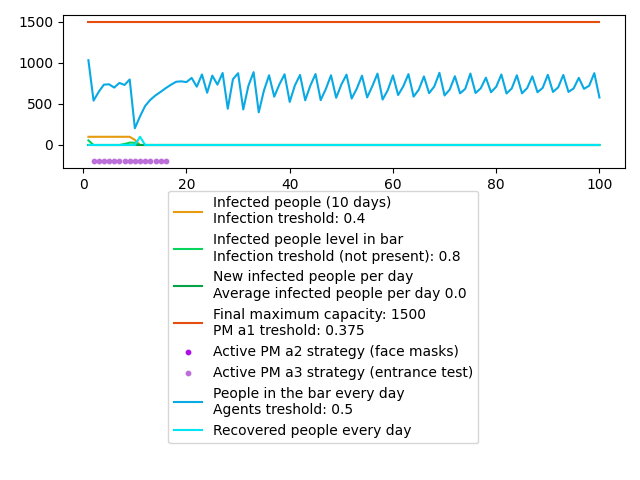 1500
1000
500
0
0 20 40 60 80 100
Infected people (10 days)
Infection treshold: 0.4
Infected people level in bar
Infection treshold (not present): 0.8
New infected people per day
Average infected people per day 0.0
Final maximum capacity: 1500
PM a1 treshold: 0.375
Active PM a2 strategy (face masks)
Active PM a3 strategy (entrance test)
People in the bar every day
Agents treshold: 0.5
Recovered people every day